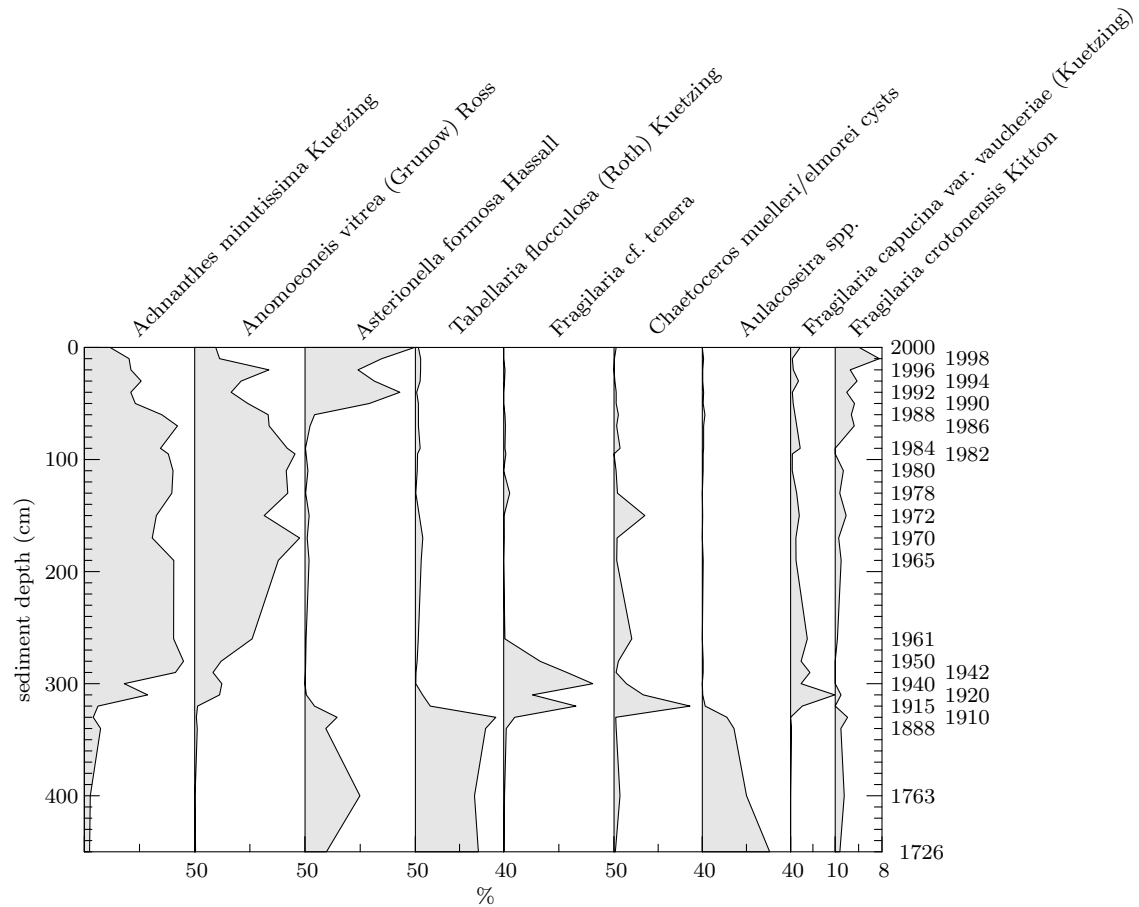 Achnanthes minutissima Kuetzing
Anomoeoneis vitrea (Grunow) Ross
Asterionella formosa Hassall
Tabellaria flocculosa (Roth) Kuetzing
Fragilaria cf. tenera
Chaetoceros muelleri/elmorei cysts
Aulacoseira spp.
Fragilaria capucina var. vaucheriae (Kuetzing)
Fragilaria crotonensis Kitton
0
100
200
300
400
sediment depth (cm)
2000
1998
1996
1994
1992
1990
1988
1986
1984
1982
1980
1978
1972
1970
1965
1961
1950
1942
1940
1920
1915
1910
1888
1763
1726
50 50 50 40 50 40 40 10 8
%